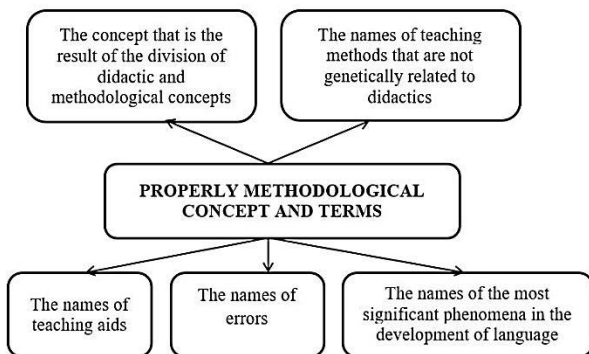 The concept that is the
result of the division of
didactic and
methodological concepts
The names of teaching
methods that are not
genetically related to
didactics
PROPERLY METHODOLOGICAL
CONCEPT AND TERMS
The names of
teaching aids
The names of
errors
The names of the most
significant phenomena in the
development of language